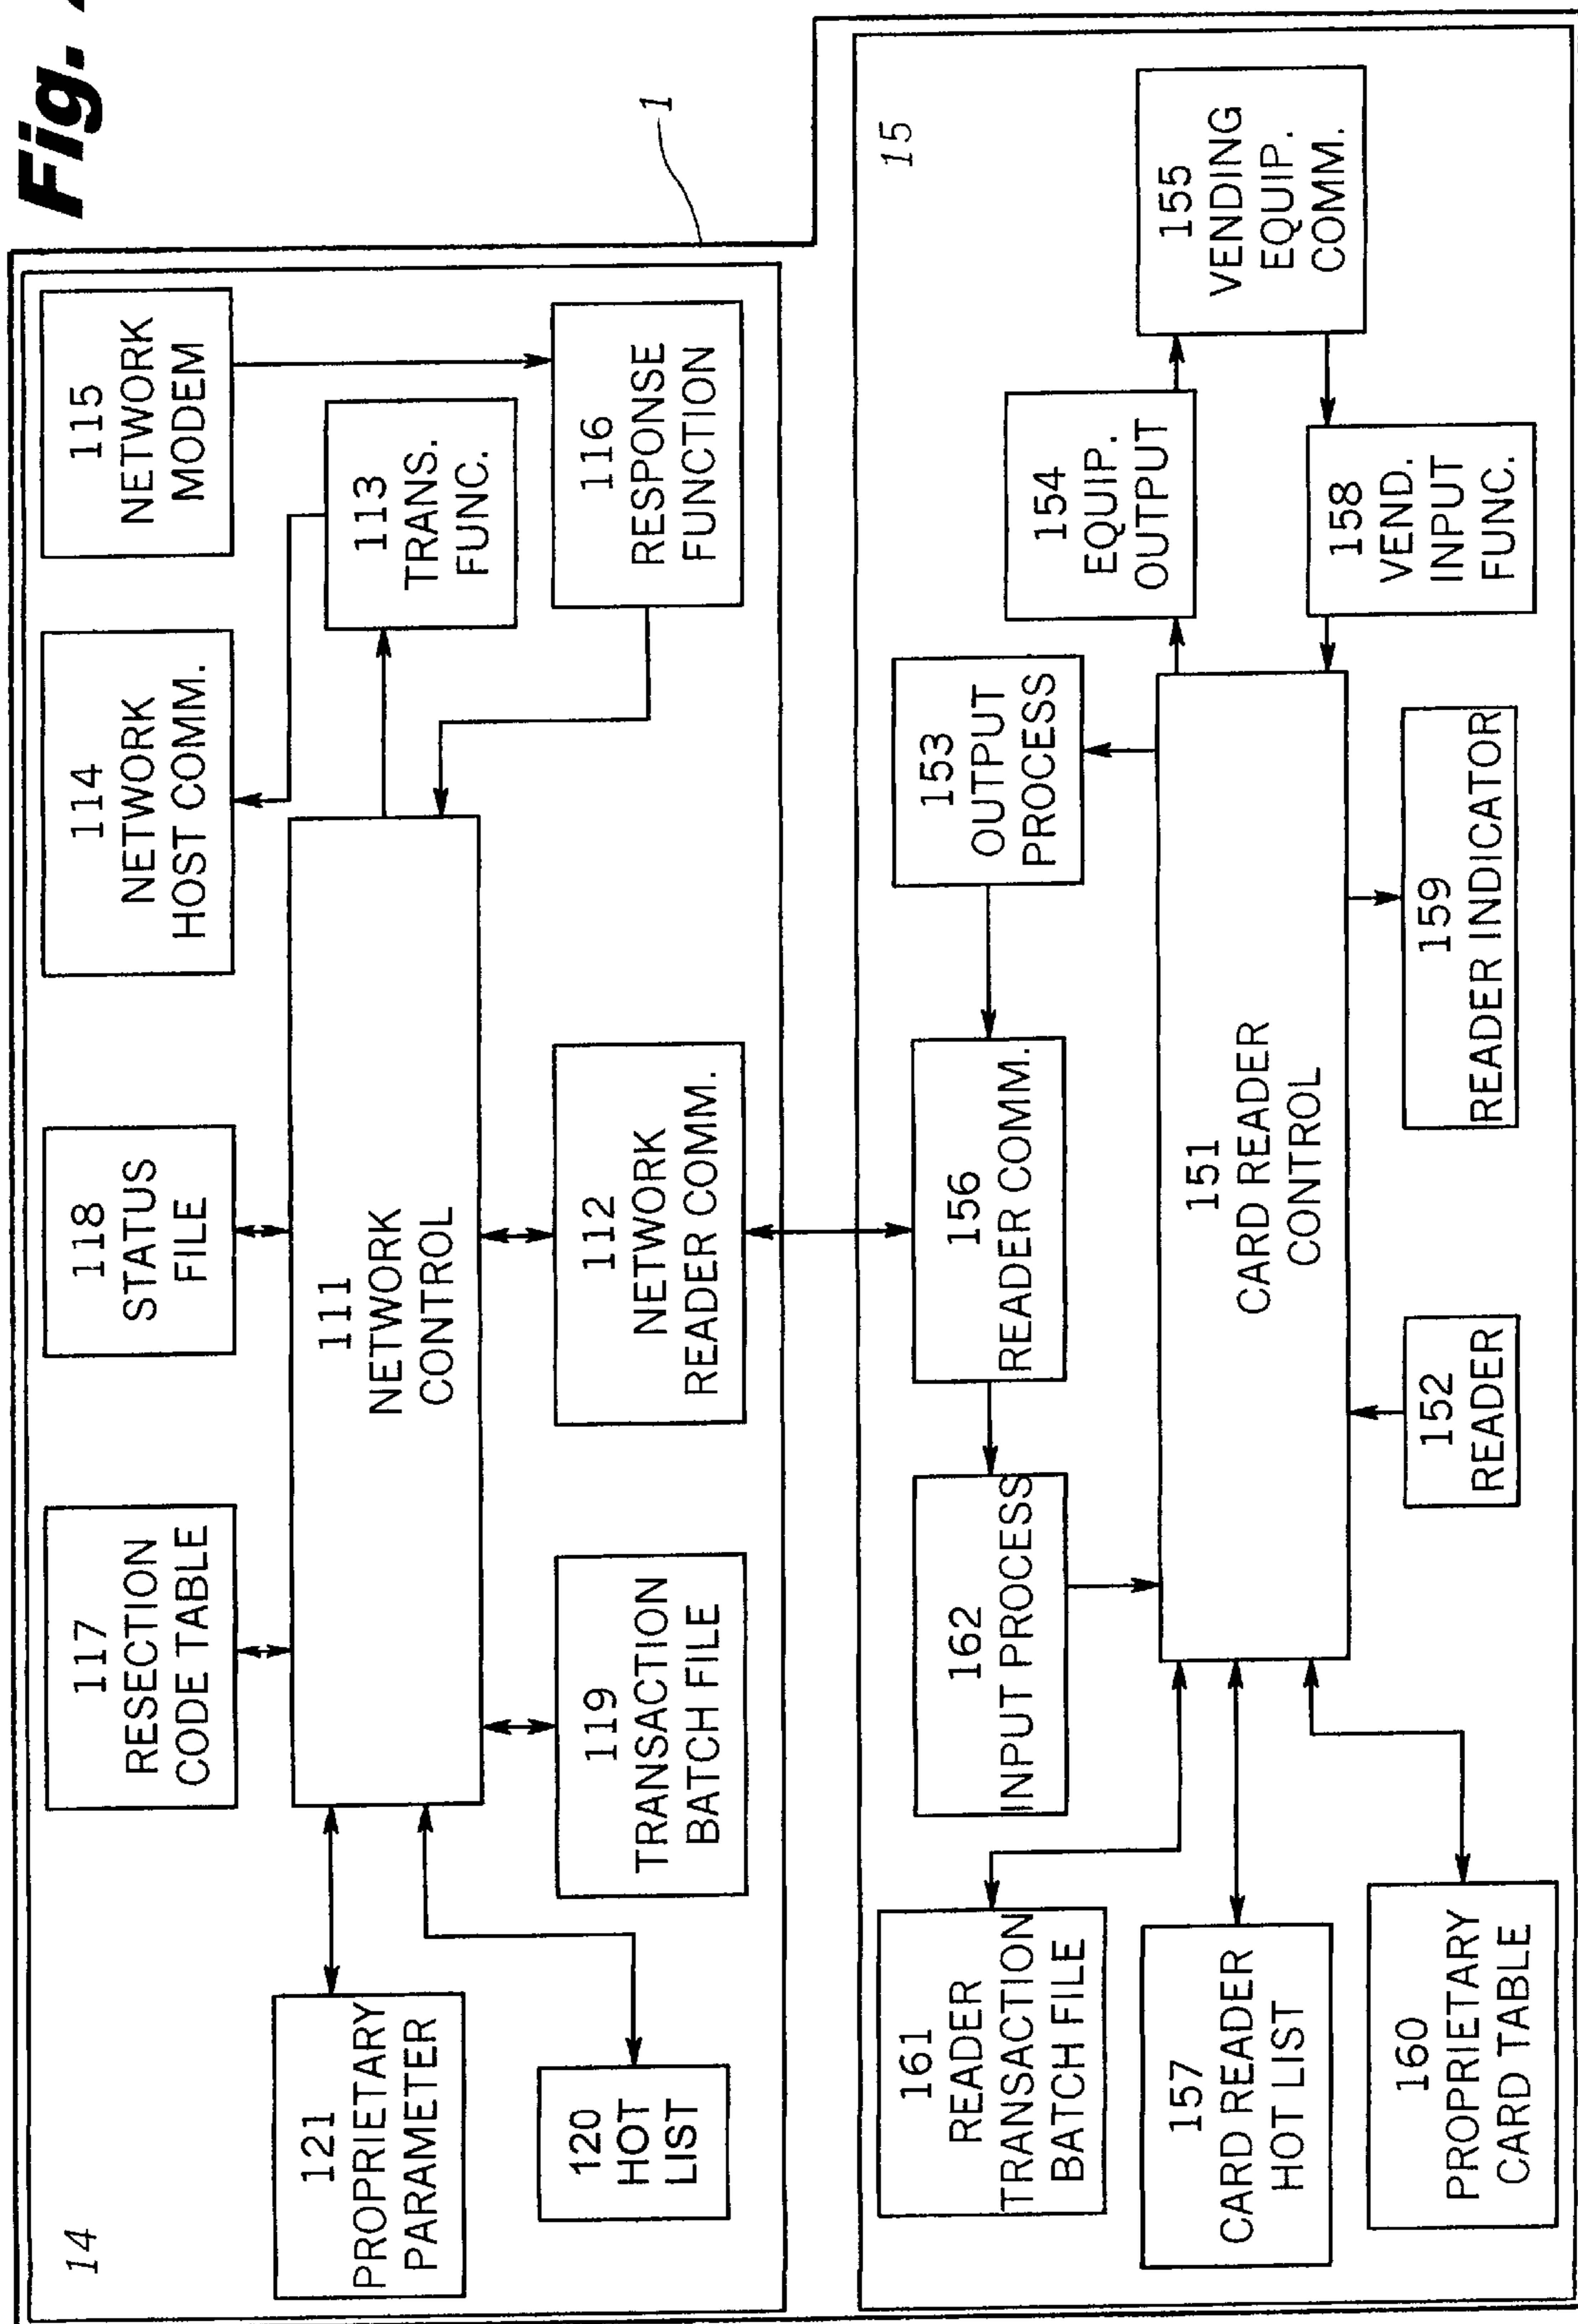 Fig.
1
14
115
NETWORK
MODEM
114
NETWORK
HOST COMM.
118
STATUS
FILE
117
RESECTION
CODE TABLE
113
TRANS.
FUNC.
116
RESPONSE
FUNCTION
111
NETWORK
CONTROL
112
NETWORK
READER COMM.
119
TRANSACTION
BATCH FILE
121
PROPRIETARY
PARAMETER
120
HOT
LIST
15
155
VENDING
EQUIP.
COMM.
154
EQUIP.
OUTPUT
158
VEND.
INPUT
FUNC.
153
OUTPUT
PROCESS
156
READER COMM.
162
INPUT PROCESS
151
CARD READER
CONTROL
159
READER INDICATOR
152
READER
161
READER
TRANSACTION
BATCH FILE
157
CARD READER
HOT LIST
160
PROPRIETARY
CARD TABLE